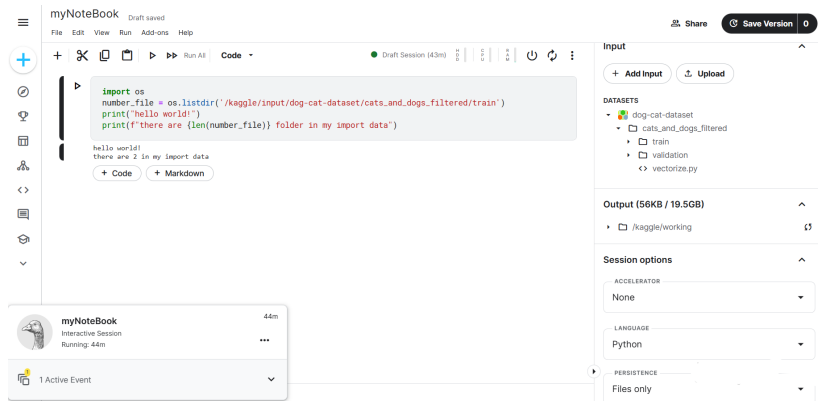 myNoteBook Draft saved
File Edit View Run Add-ons Help
Share
Save Version 0
Run All Code
Draft Session (43m)
HDD CPU RAM
import os
number_file = os.listdir('/kaggle/input/dog-cat-dataset/cats_and_dogs_filtered/train')
print("hello world!")
print(f"there are {len(number_file)} folder in my import data")
hello world!
there are 2 in my import data
+ Code + Markdown
Input
+ Add Input Upload
DATASETS
dog-cat-dataset
cats_and_dogs_filtered
train
validation
<> vectorize.py
Output (56KB / 19.5GB)
/kaggle/working
Session options
ACCELERATOR
None
LANGUAGE
Python
PERSISTENCE
Files only
myNoteBook 44m
Interactive Session
Running: 44m
1
1 Active Event